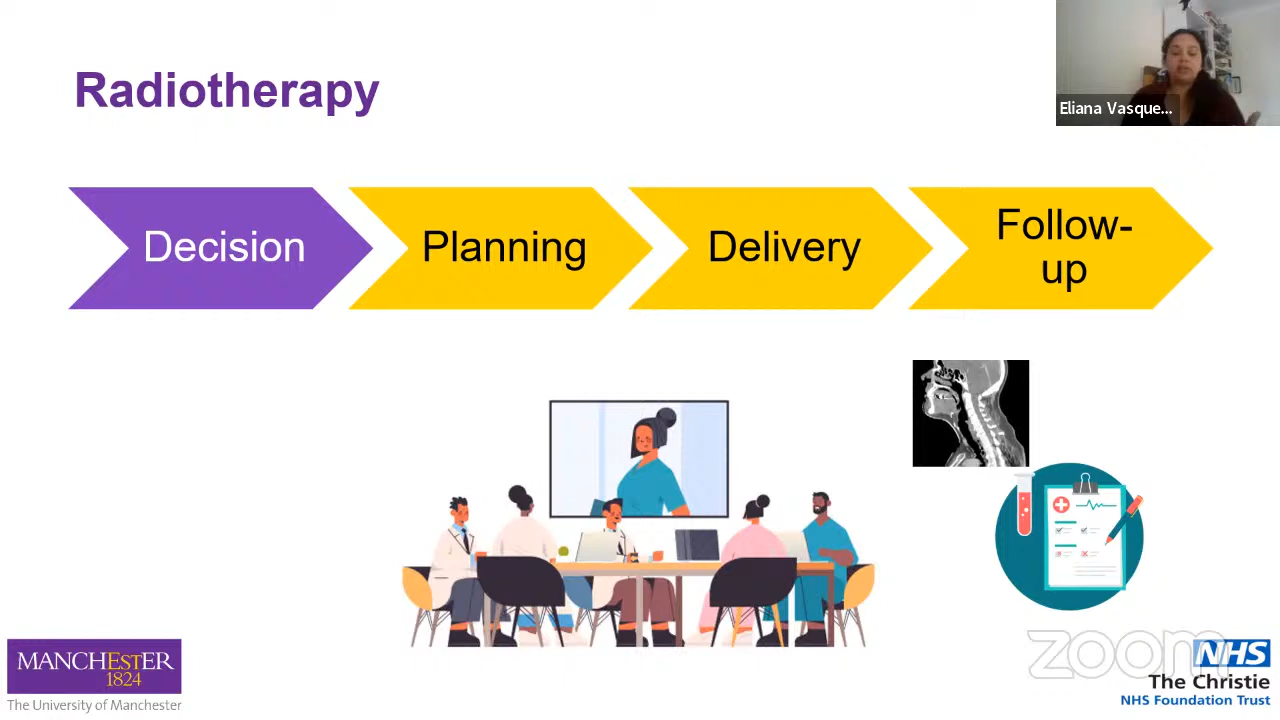 Radiotherapy
Eliana Vasque...
Decision
Planning
Delivery
Follow-
up
MANCHESTER
1824
The University of Manchester
zoom
NHS
The Christie
NHS Foundation Trust